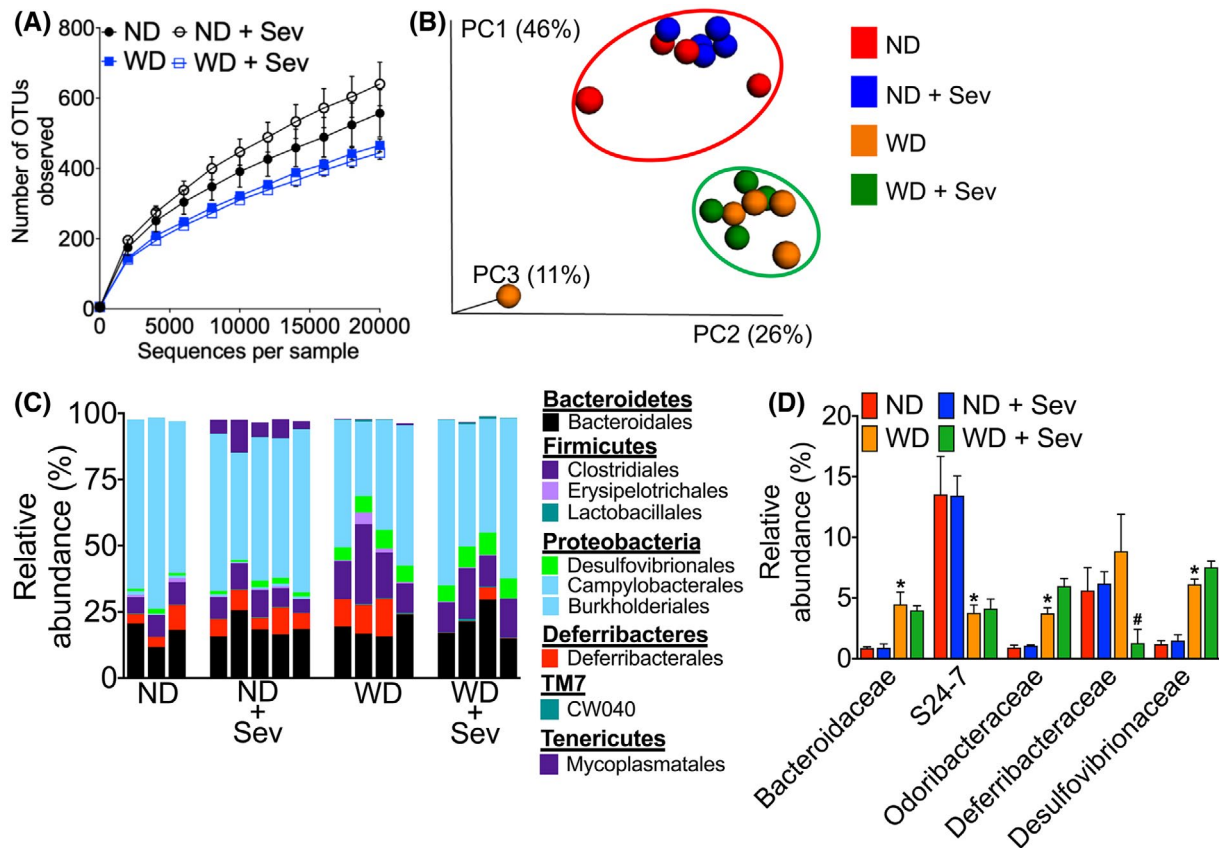 (A)
800
600
400
200
0
Number of OTUs
observed
ND
ND + Sev
WD
WD + Sev
0
5000
10000
15000
20000
Sequences per sample
(B)
PC1 (46%)
PC3 (11%)
PC2 (26%)
ND
ND + Sev
WD
WD + Sev
(C)
100
75
50
25
0
Relative
abundance (%)
ND
ND
+
Sev
WD
WD
+
Sev
Bacteroidetes
Bacteroidales
Firmicutes
Clostridiales
Erysipelotrichales
Lactobacillales
Proteobacteria
Desulfovibrionales
Campylobacterales
Burkholderiales
Deferribacteres
Deferribacterales
TM7
CW040
Tenericutes
Mycoplasmatales
(D)
20
15
10
5
0
Relative
abundance (%)
ND
ND + Sev
WD
WD + Sev
*
*
*
#
*
Bacteroidaceae
S24-7
Odoribacteraceae
Deferribacteraceae
Desulfovibrionaceae